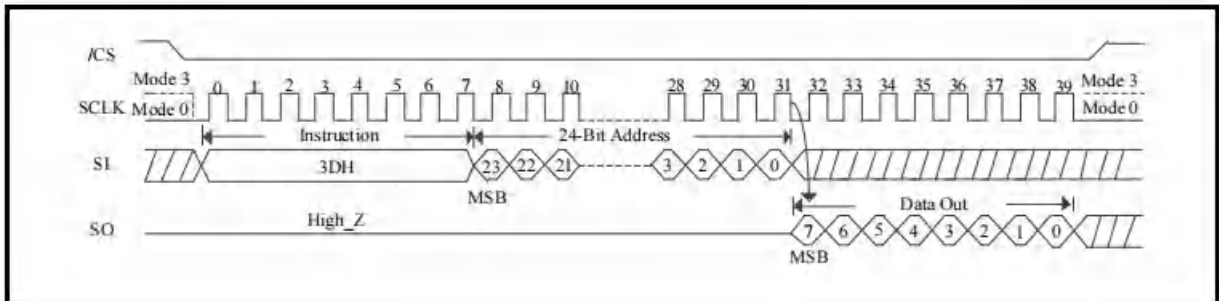 /CS
Mode 3 0 1 2 3 4 5 6 7 8 9 10 28 29 30 31 32 33 34 35 36 37 38 39 Mode 3
SCLK Mode 0 Mode 0
Instruction 24-Bit Address
SI 3DH 23 22 21 3 2 1 0
MSB Data Out
SO High_Z 7 6 5 4 3 2 1 0
MSB